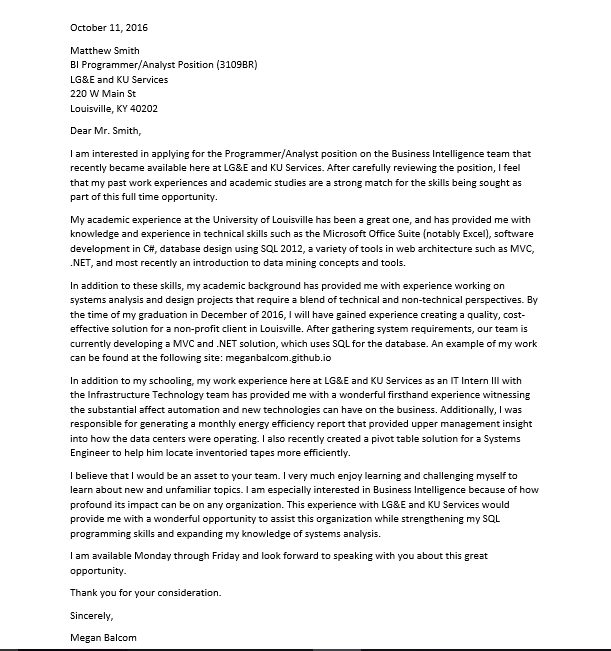 October 11, 2016
Matthew Smith
BI Programmer/Analyst Position (3109BR)
LG&E and KU Services
220 W Main St
Louisville, KY 40202
Dear Mr. Smith,
I am interested in applying for the Programmer/Analyst position on the Business Intelligence team that
recently became available here at LG&E and KU Services. After carefully reviewing the position, I feel
that my past work experiences and academic studies are a strong match for the skills being sought as
part of this full time opportunity.
My academic experience at the University of Louisville has been a great one, and has provided me with
knowledge and experience in technical skills such as the Microsoft Office Suite (notably Excel), software
development in C#, database design using SQL 2012, a variety of tools in web architecture such as MVC,
.NET, and most recently an introduction to data mining concepts and tools.
In addition to these skills, my academic background has provided me with experience working on
systems analysis and design projects that require a blend of technical and non-technical perspectives. By
the time of my graduation in December of 2016, I will have gained experience creating a quality, cost-
effective solution for a non-profit client in Louisville. After gathering system requirements, our team is
currently developing a MVC and .NET solution, which uses SQL for the database. An example of my work
can be found at the following site: meganbalcom.github.io
In addition to my schooling, my work experience here at LG&E and KU Services as an IT Intern III with
the Infrastructure Technology team has provided me with a wonderful firsthand experience witnessing
the substantial affect automation and new technologies can have on the business. Additionally, I was
responsible for generating a monthly energy efficiency report that provided upper management insight
into how the data centers were operating. I also recently created a pivot table solution for a Systems
Engineer to help him locate inventoried tapes more efficiently.
I believe that I would be an asset to your team. I very much enjoy learning and challenging myself to
learn about new and unfamiliar topics. I am especially interested in Business Intelligence because of how
profound its impact can be on any organization. This experience with LG&E and KU Services would
provide me with a wonderful opportunity to assist this organization while strengthening my SQL
programming skills and expanding my knowledge of systems analysis.
I am available Monday through Friday and look forward to speaking with you about this great
opportunity.
Thank you for your consideration.
Sincerely,
Megan Balcom